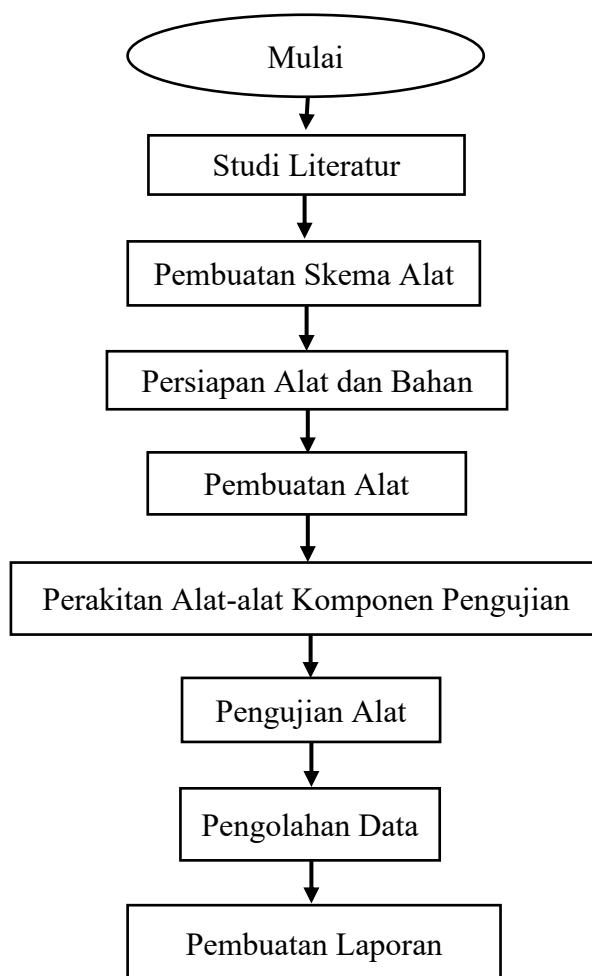 Mulai
Studi Literatur
Pembuatan Skema Alat
Persiapan Alat dan Bahan
Pembuatan Alat
Perakitan Alat-alat Komponen Pengujian
Pengujian Alat
Pengolahan Data
Pembuatan Laporan